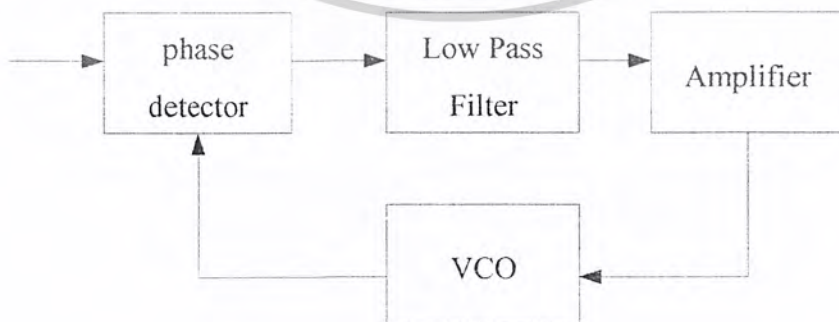 phase
detector
Low Pass
Filter
Amplifier
VCO